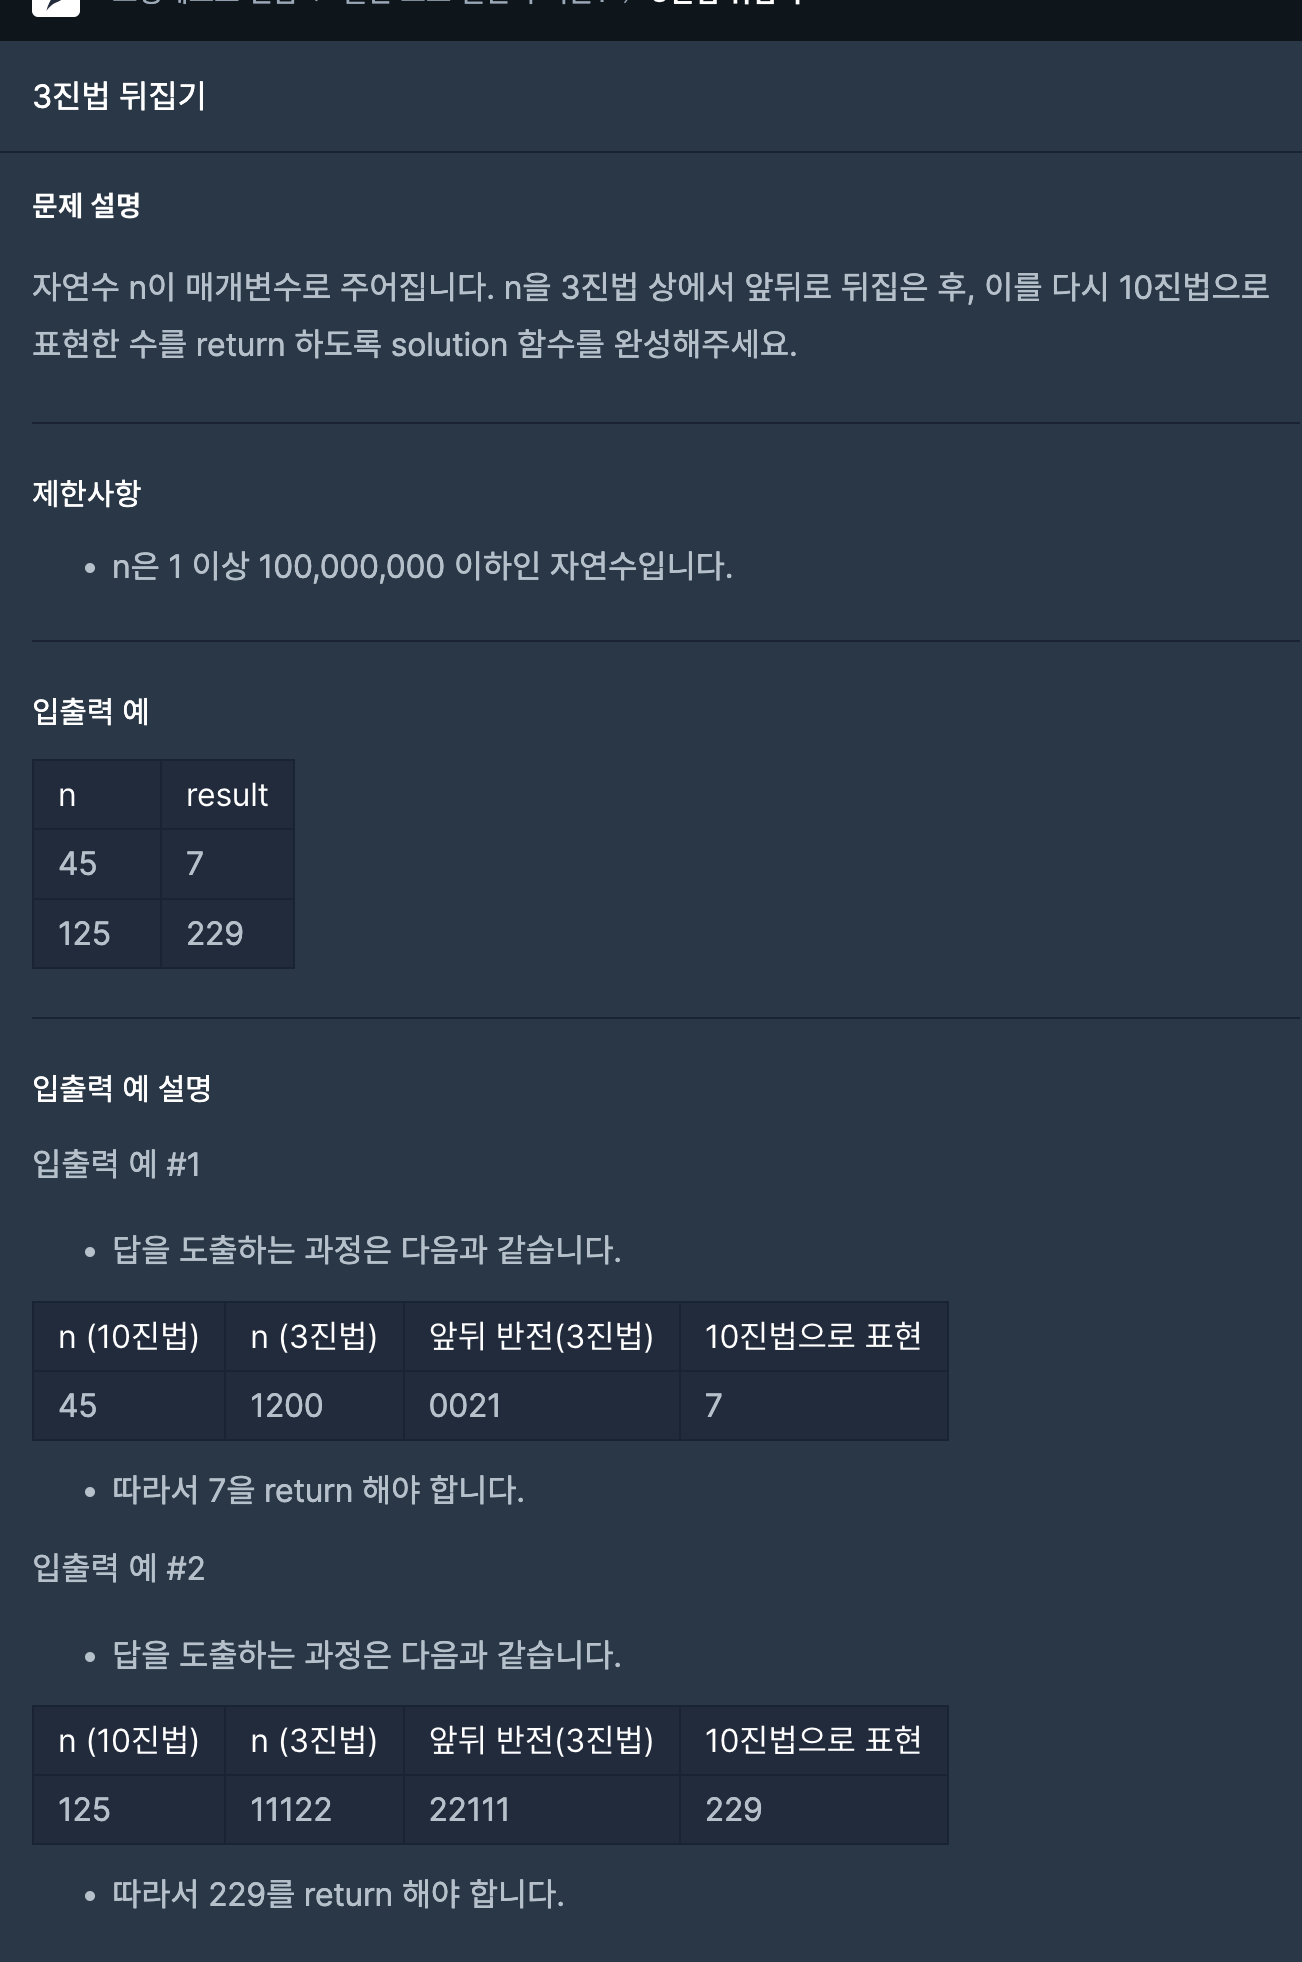 3진법 뒤집기
문제 설명
자연수 n이 매개변수로 주어집니다. n을 3진법 상에서 앞뒤로 뒤집은 후, 이를 다시 10진법으로
표현한 수를 return 하도록 solution 함수를 완성해주세요.
제한사항
• n은 1 이상 100,000,000 이하인 자연수입니다.
입출력 예
n result
45 7
125 229
입출력 예 설명
입출력 예 #1
• 답을 도출하는 과정은 다음과 같습니다.
n (10진법) n (3진법) 앞뒤 반전(3진법) 10진법으로 표현
45 1200 0021 7
• 따라서 7을 return 해야 합니다.
입출력 예 #2
• 답을 도출하는 과정은 다음과 같습니다.
n (10진법) n (3진법) 앞뒤 반전(3진법) 10진법으로 표현
125 11122 22111 229
• 따라서 229를 return 해야 합니다.